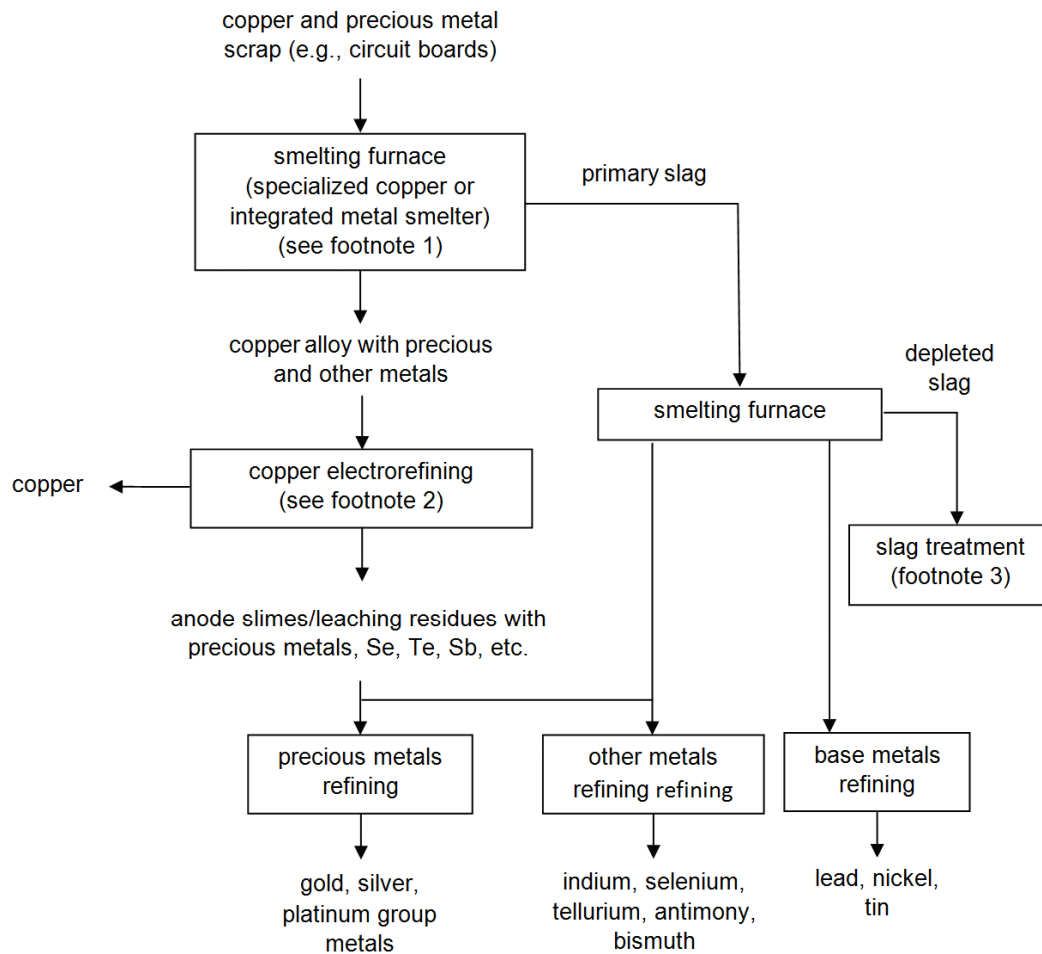 copper and precious metal
scrap (e.g., circuit boards)
smelting furnace
(specialized copper or
integrated metal smelter)
(see footnote 1)
primary slag
copper alloy with precious
and other metals
depleted
slag
smelting furnace
copper
copper electrorefining
(see footnote 2)
slag treatment
(footnote 3)
anode slimes/leaching residues with
precious metals, Se, Te, Sb, etc.
precious metals
refining
other metals
refining refining
base metals
refining
gold, silver,
platinum group
metals
indium, selenium,
tellurium, antimony,
bismuth
lead, nickel,
tin